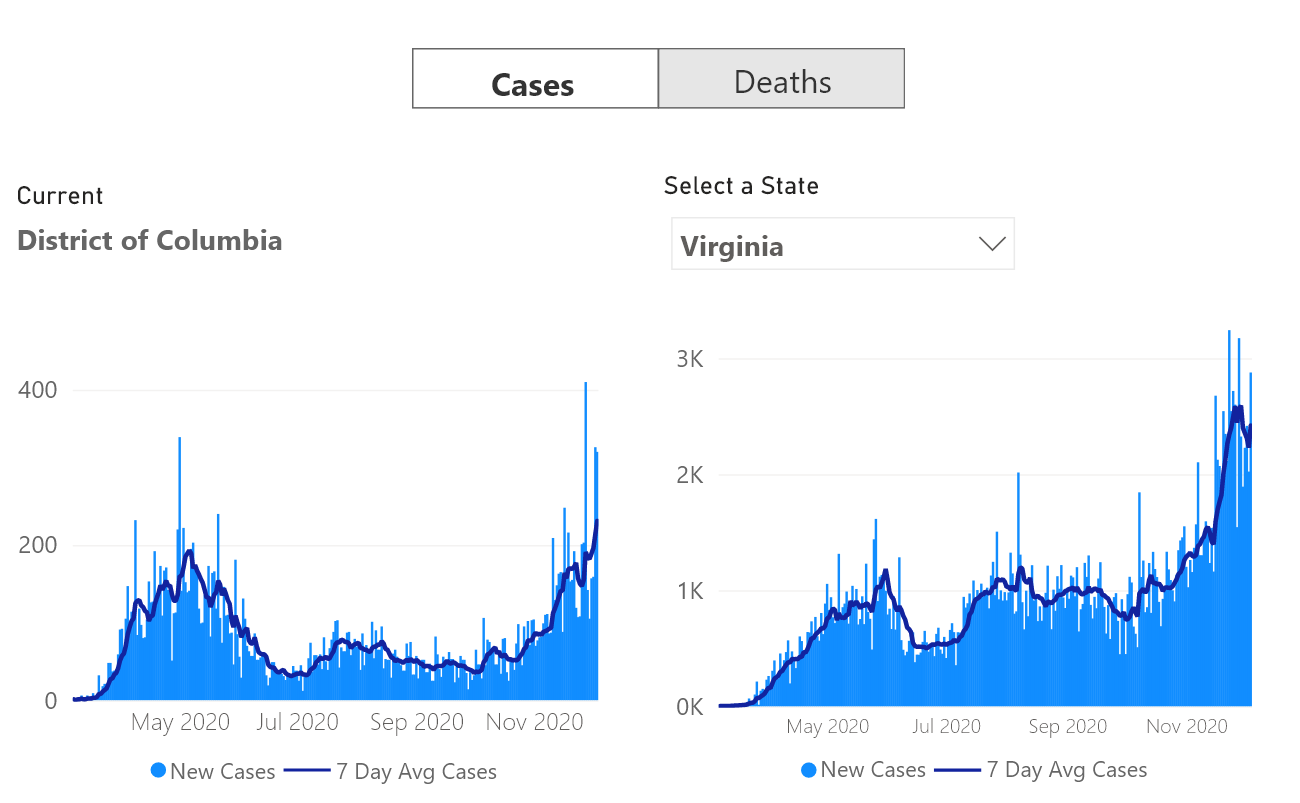 Cases
Deaths
Current
District of Columbia
400
200
0
May 2020
Jul 2020
Sep 2020
Nov 2020
New Cases
7 Day Avg Cases
Select a State
Virginia
3K
2K
1K
0K
May 2020
Jul 2020
Sep 2020
Nov 2020
New Cases
7 Day Avg Cases